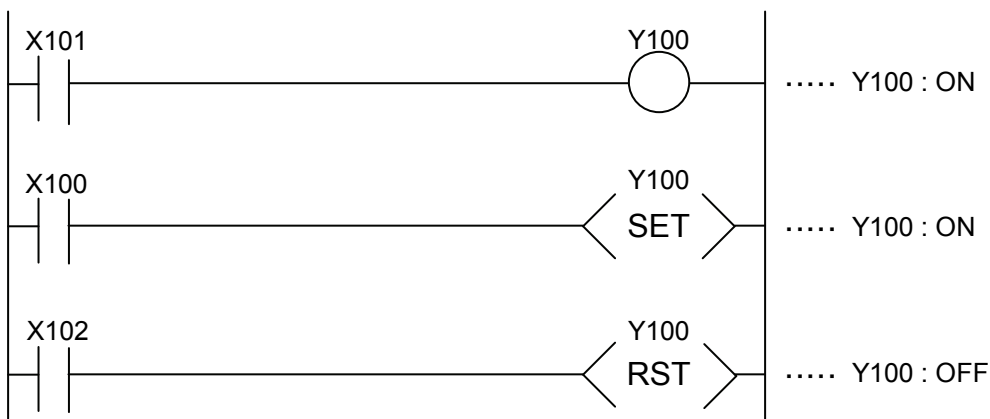 X101 Y100
..... Y100 : ON
X100 Y100
SET ..... Y100 : ON
X102 Y100
RST ..... Y100 : OFF